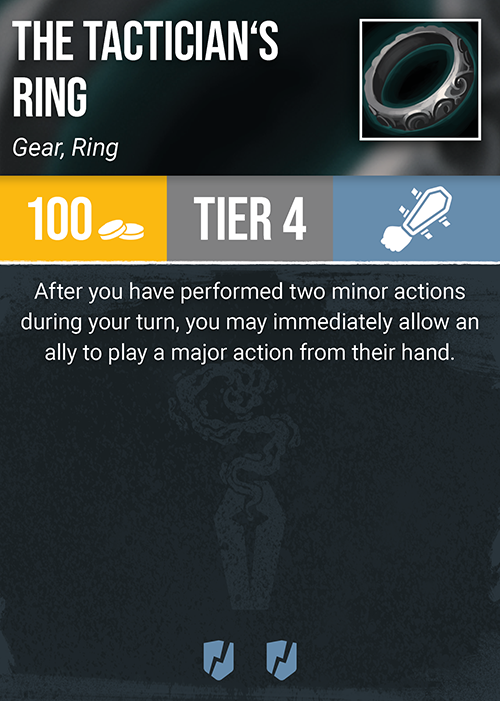 THE TACTICIAN‘S
RING
Gear, Ring
100
TIER 4
After you have performed two minor actions
during your turn, you may immediately allow an
ally to play a major action from their hand.